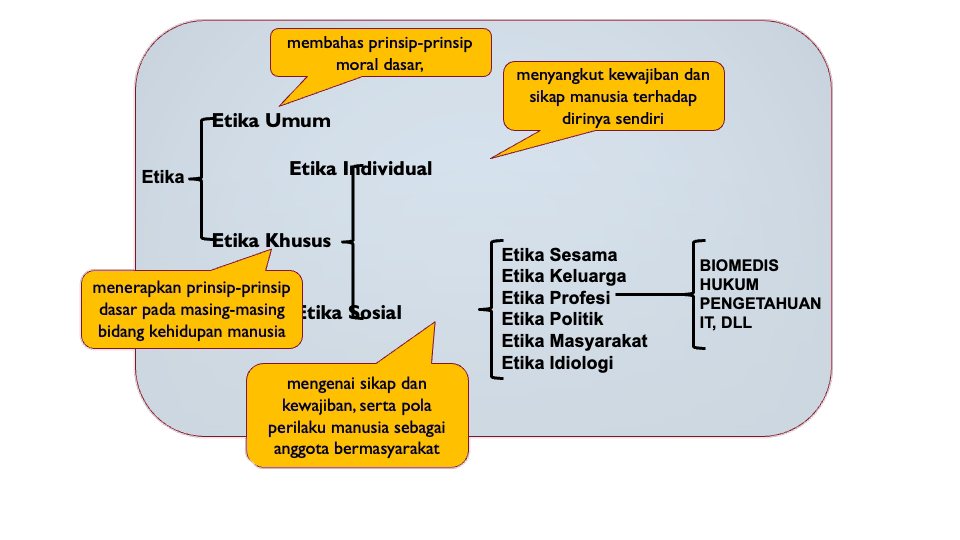 membahas prinsip-prinsip
moral dasar,
menyangkut kewajiban dan
sikap manusia terhadap
dirinya sendiri
Etika Umum
Etika Individual
Etika
Etika Khusus
menerapkan prinsip-prinsip
dasar pada masing-masing
bidang kehidupan manusia
Etika Sosial
Etika Sesama
Etika Keluarga
Etika Profesi
Etika Politik
Etika Masyarakat
Etika Idiologi
BIOMEDIS
HUKUM
PENGETAHUAN
IT, DLL
mengenai sikap dan
kewajiban, serta pola
perilaku manusia sebagai
anggota bermasyarakat